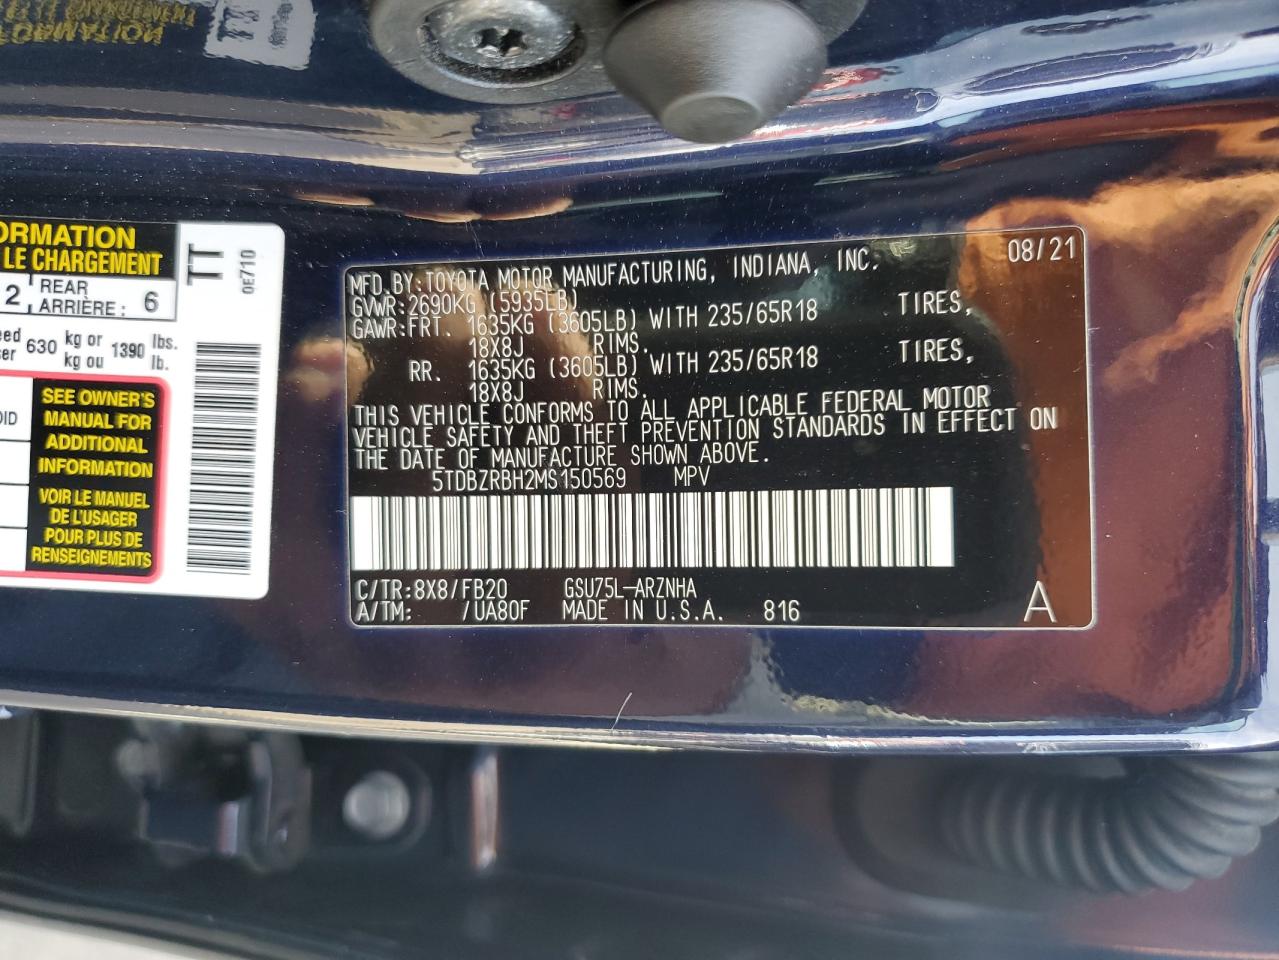 ORMATION
LE CHARGEMENT
2
REAR
ARRIÈRE:
6
630
kg or
kg ou
1390
lbs.
lb.
SEE OWNER'S
MANUAL FOR
ADDITIONAL
INFORMATION
VOIR LE MANUEL
DE L'USAGER
POUR PLUS DE
RENSEIGNEMENTS
TT
0E710
08/21
MFD.BY:TOYOTA MOTOR MANUFACTURING, INDIANA, INC.
GVWR:2690KG (5935LB)
GAWR:FRT. 1635KG (3605LB) WITH 235/65R18 TIRES,
18X8J RIMS.
RR. 1635KG (3605LB) WITH 235/65R18 TIRES,
18X8J RIMS.
THIS VEHICLE CONFORMS TO ALL APPLICABLE FEDERAL MOTOR
VEHICLE SAFETY AND THEFT PREVENTION STANDARDS IN EFFECT ON
THE DATE OF MANUFACTURE SHOWN ABOVE.
5TDBZRBH2MS150569 MPV
C/TR:8X8/FB20 GSU75L-ARZNHA
A/TM: /UA80F MADE IN U.S.A. 816
A